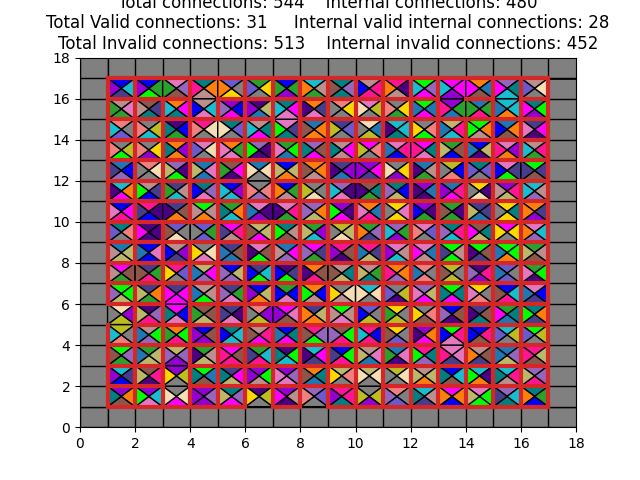 Total connections: 544 Internal connections: 480
Total Valid connections: 31 Internal valid internal connections: 28
Total Invalid connections: 513 Internal invalid connections: 452
18
16
14
12
10
8
6
4
2
0
0 2 4 6 8 10 12 14 16 18